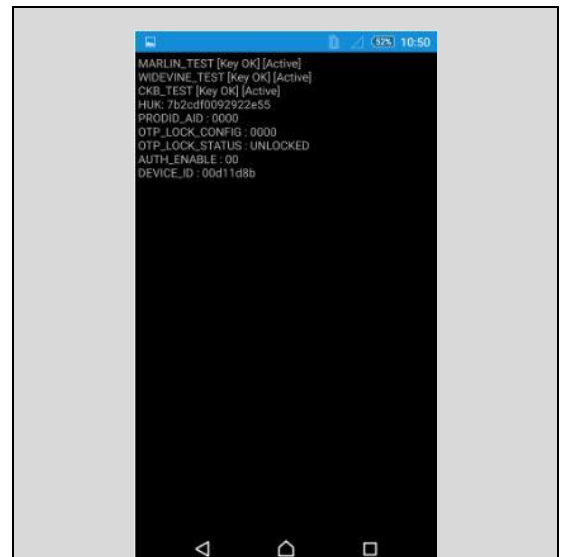 52% 10:50
MARLIN_TEST [Key OK] [Active]
WIDEVINE_TEST [Key OK] [Active]
CKB_TEST [Key OK] [Active]
HUK: 7b2cdf0092922e55
PRODID_AID : 0000
OTP_LOCK_CONFIG : 0000
OTP_LOCK_STATUS : UNLOCKED
AUTH_ENABLE : 00
DEVICE_ID : 00d11d8b